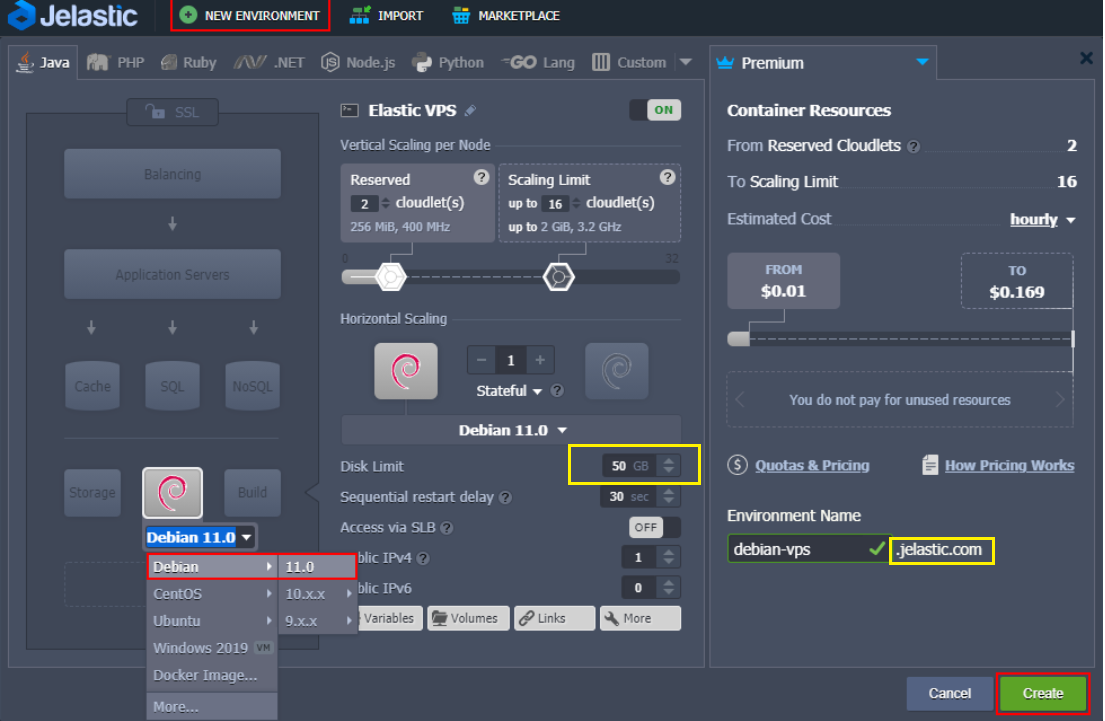 Jelastic
NEW ENVIRONMENT
IMPORT
MARKETPLACE
Java
PHP
Ruby
.NET
Node.js
Python
GO Lang
Custom
Premium
SSL
Balancing
Application Servers
Cache
SQL
NoSQL
Storage
Build
Debian 11.0
Debian
11.0
CentOS
10.x.x
Ubuntu
9.x.x
Windows 2019 VM
Docker Image...
More...
Elastic VPS
ON
Vertical Scaling per Node
Reserved ?
2 cloudlet(s)
256 MiB, 400 MHz
Scaling Limit ?
up to 16 cloudlet(s)
up to 2 GiB, 3.2 GHz
0
32
Horizontal Scaling
− 1 +
Stateful ?
Debian 11.0
Disk Limit 50 GB
Sequential restart delay ? 30 sec
Access via SLB ? OFF
blic IPv4 ? 1
blic IPv6 0
Variables
Volumes
Links
More
Container Resources
From Reserved Cloudlets ? 2
To Scaling Limit 16
Estimated Cost hourly
FROM
$0.01
TO
$0.169
You do not pay for unused resources
$ Quotas & Pricing
How Pricing Works
Environment Name
debian-vps .jelastic.com
Cancel
Create